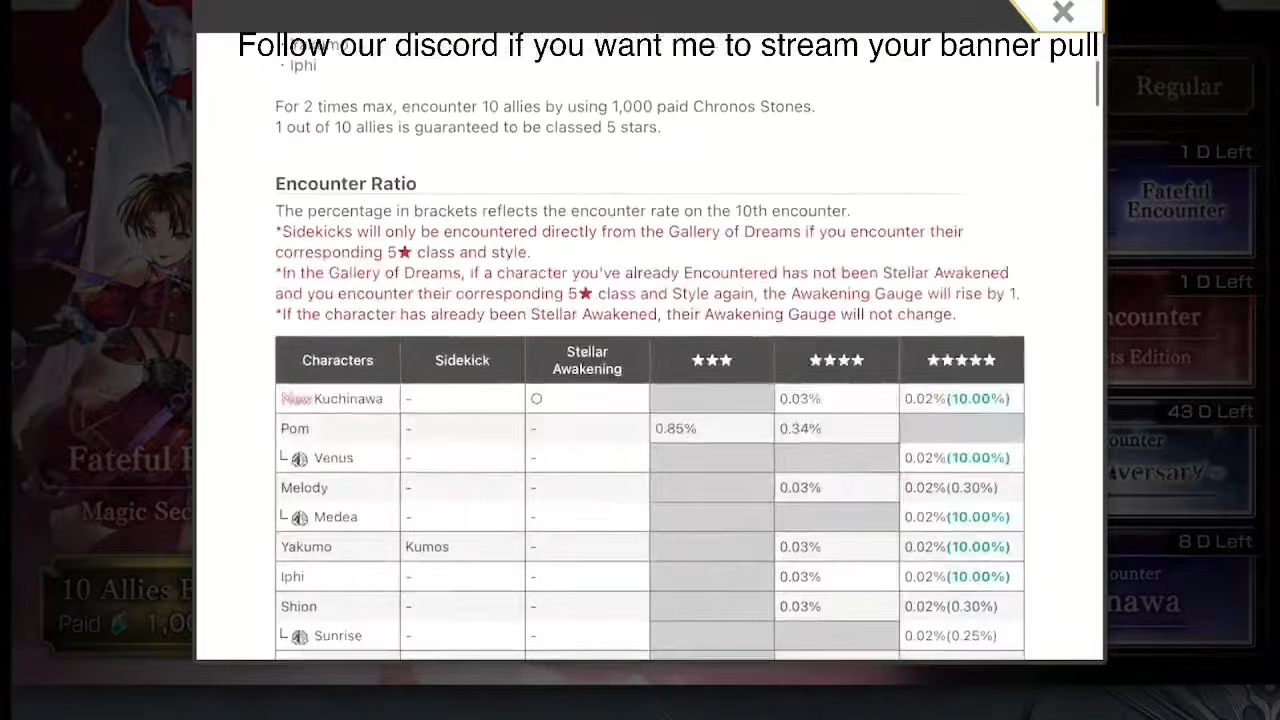 Follow our discord if you want me to stream your banner pull
· Iphi
For 2 times max, encounter 10 allies by using 1,000 paid Chronos Stones.
1 out of 10 allies is guaranteed to be classed 5 stars.
Encounter Ratio
The percentage in brackets reflects the encounter rate on the 10th encounter.
*Sidekicks will only be encountered directly from the Gallery of Dreams if you encounter their
corresponding 5★ class and style.
*In the Gallery of Dreams, if a character you've already Encountered has not been Stellar Awakened
and you encounter their corresponding 5★ class and Style again, the Awakening Gauge will rise by 1.
*If the character has already been Stellar Awakened, their Awakening Gauge will not change.
Characters Sidekick Stellar Awakening ★★★ ★★★★ ★★★★★
New Kuchinawa - ○ 0.03% 0.02%(10.00%)
Pom - - 0.85% 0.34%
└ Venus - - 0.02%(10.00%)
Melody - - 0.03% 0.02%(0.30%)
└ Medea - - 0.02%(10.00%)
Yakumo Kumos - 0.03% 0.02%(10.00%)
Iphi - - 0.03% 0.02%(10.00%)
Shion - - 0.03% 0.02%(0.30%)
└ Sunrise - - 0.02%(0.25%)
Regular
1 D Left
Fateful
Encounter
1 D Left
ncounter
ts Edition
43 D Left
ounter
versary
8 D Left
ounter
nawa
Fateful
Magic Sec
10 Allies
Paid 1,00